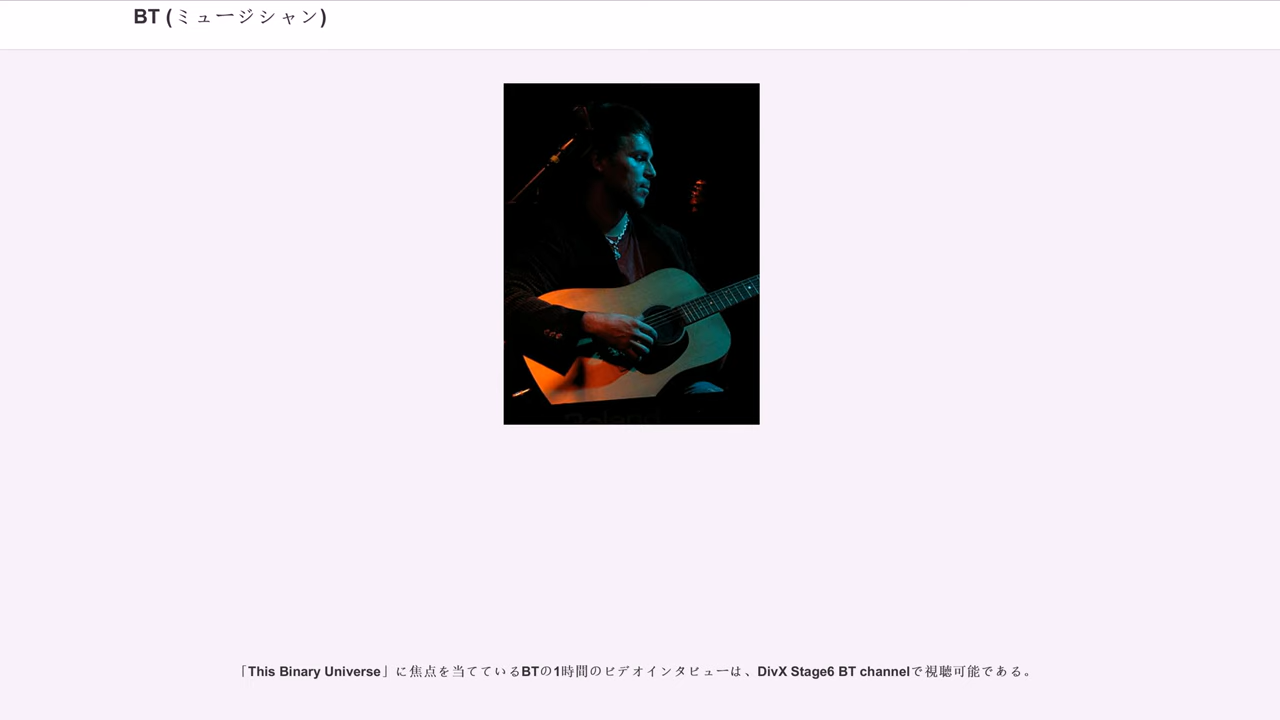 BT (ミュージシャン)
「This Binary Universe」に焦点を当てているBTの1時間のビデオインタビューは、DivX Stage6 BT channelで視聴可能である。